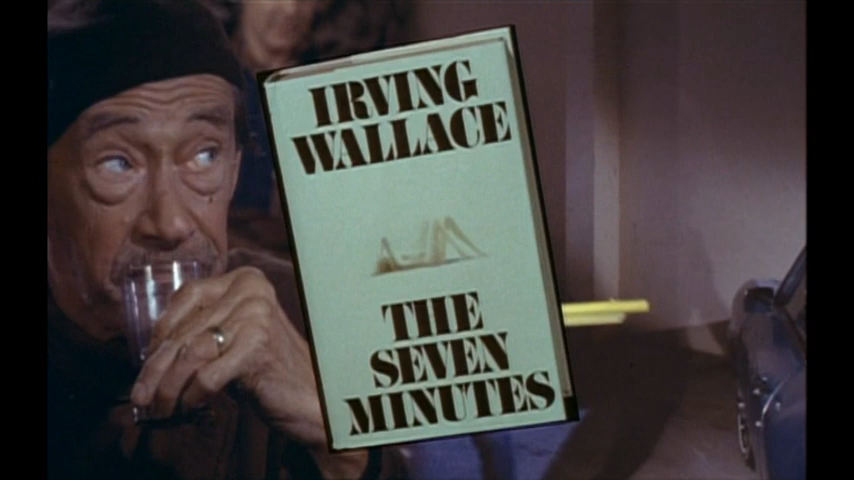 IRVING
WALLACE
THE
SEVEN
MINUTES